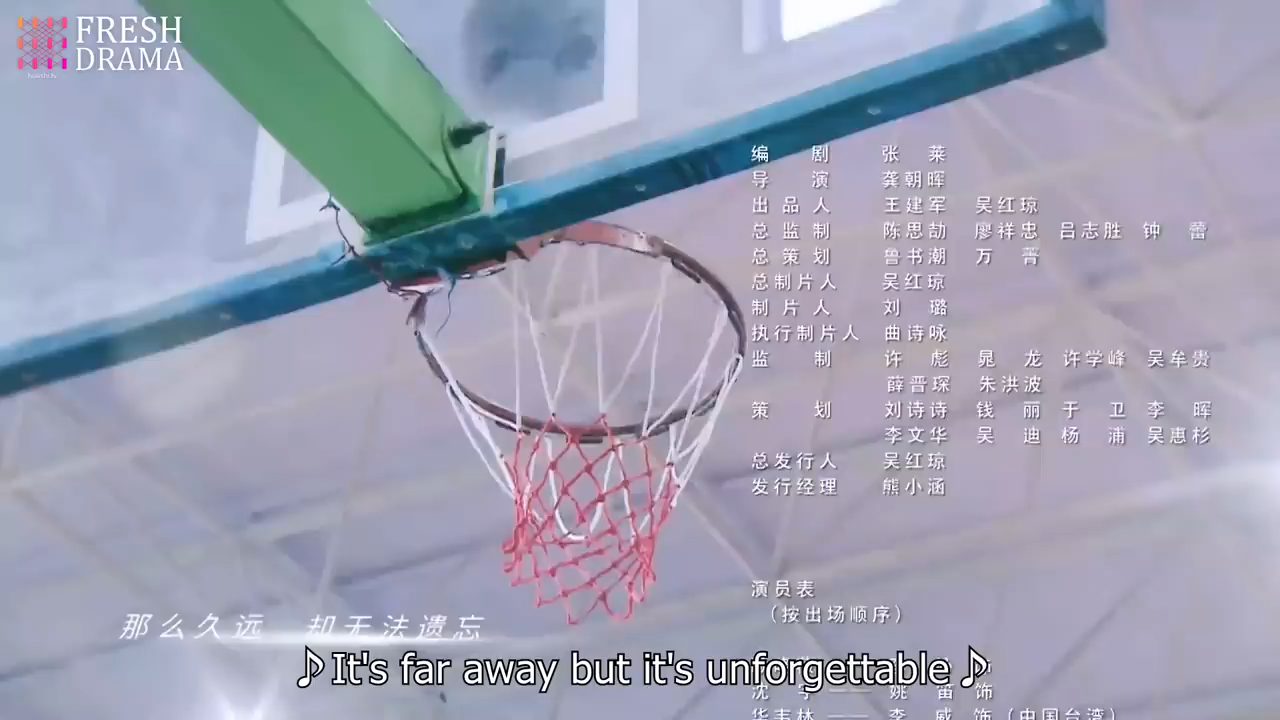 FRESH
DRAMA
编 剧 张 莱
导 演 龚朝晖
出 品 人 王建军 吴红琼
总 监 制 陈思劼 廖祥忠 吕志胜 钟 蕾
总 策 划 鲁书潮 万 菁
总制片人 吴红琼
制 片 人 刘 璐
执行制片人 曲诗咏
监 制 许 彪 晁 龙 许学峰 吴牟贵
薛晋琛 朱洪波
策 划 刘诗诗 钱 丽 于 卫 李 晖
李文华 吴 迪 杨 浦 吴惠杉
总发行人 吴红琼
发行经理 熊小涵
演员表
（按出场顺序）
那么久远 却无法遗忘
♪It's far away but it's unforgettable♪
沈 —— 姚 笛 饰
华韦林 —— 李 威 饰（中国台湾）